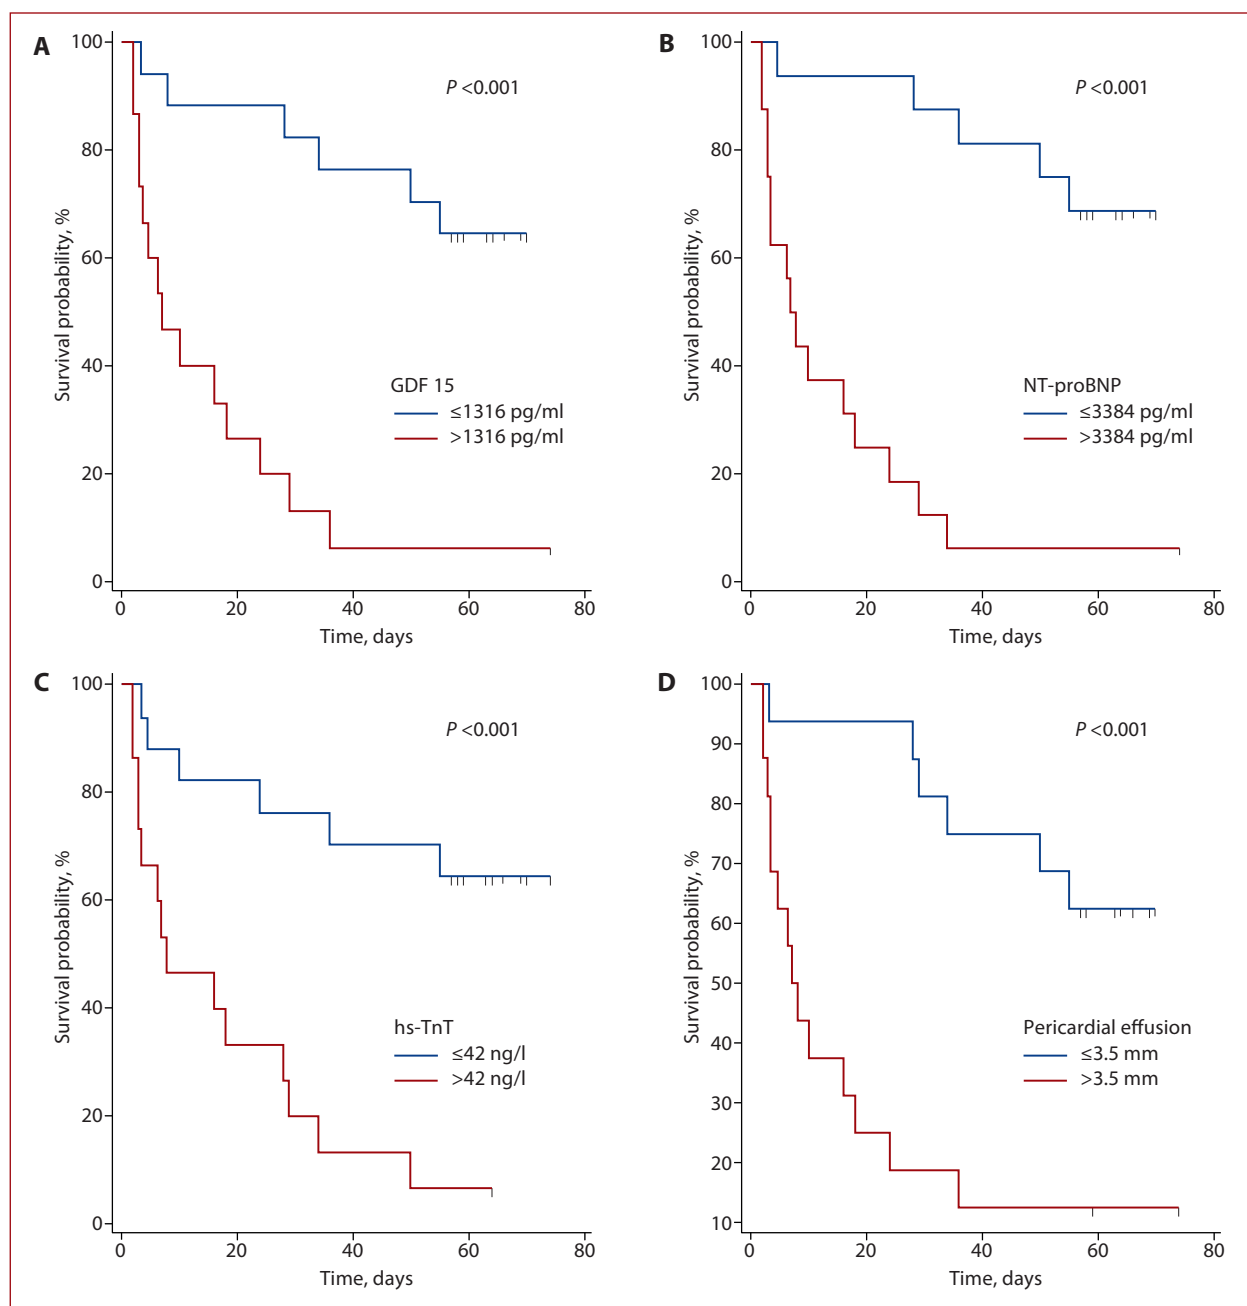 A
100
80
60
40
20
0
Survival probability, %
P <0.001
GDF 15
≤1316 pg/ml
>1316 pg/ml
0 20 40 60 80
Time, days
B
100
80
60
40
20
0
Survival probability, %
P <0.001
NT-proBNP
≤3384 pg/ml
>3384 pg/ml
0 20 40 60 80
Time, days
C
100
80
60
40
20
0
Survival probability, %
P <0.001
hs-TnT
≤42 ng/l
>42 ng/l
0 20 40 60 80
Time, days
D
100
90
80
70
60
50
40
30
20
10
Survival probability, %
P <0.001
Pericardial effusion
≤3.5 mm
>3.5 mm
0 20 40 60 80
Time, days